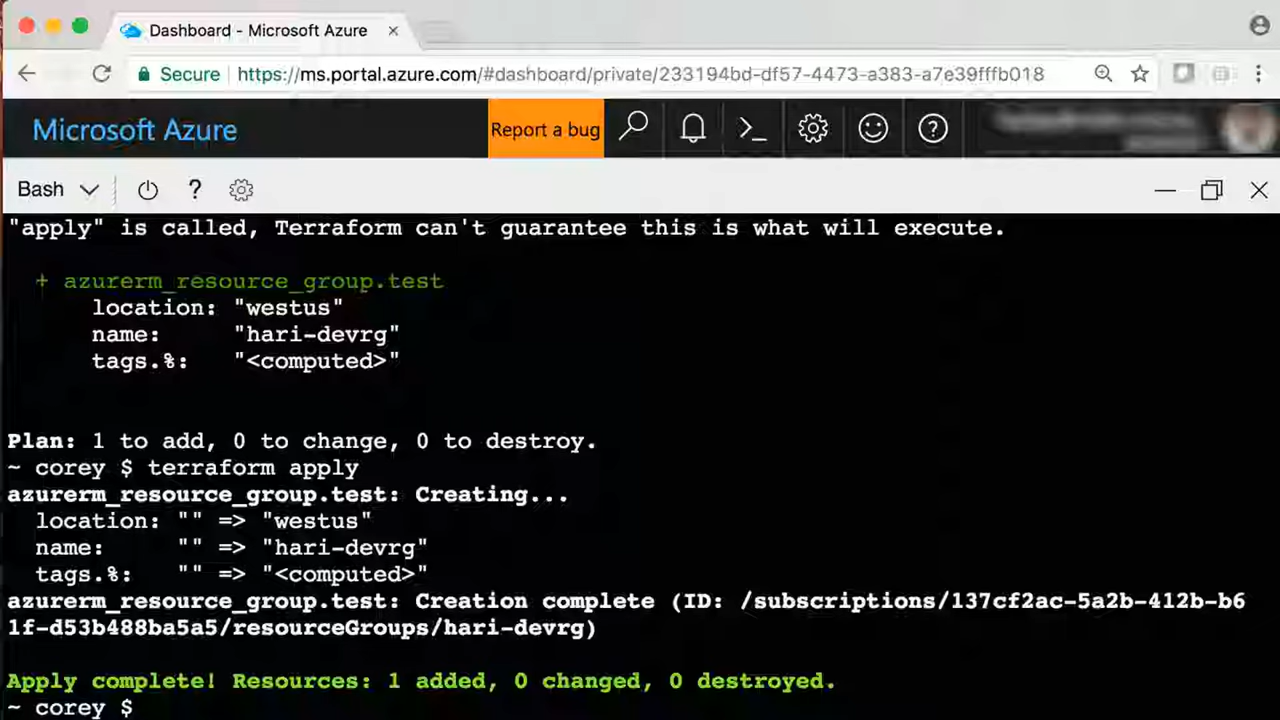 Dashboard - Microsoft Azure
Secure https://ms.portal.azure.com/#dashboard/private/233194bd-df57-4473-a383-a7e39fffb018
Microsoft Azure Report a bug
Bash
"apply" is called, Terraform can't guarantee this is what will execute.
+ azurerm_resource_group.test
location: "westus"
name: "hari-devrg"
tags.%: "<computed>"
Plan: 1 to add, 0 to change, 0 to destroy.
~ corey $ terraform apply
azurerm_resource_group.test: Creating...
location: "" => "westus"
name: "" => "hari-devrg"
tags.%: "" => "<computed>"
azurerm_resource_group.test: Creation complete (ID: /subscriptions/137cf2ac-5a2b-412b-b6
1f-d53b488ba5a5/resourceGroups/hari-devrg)
Apply complete! Resources: 1 added, 0 changed, 0 destroyed.
~ corey $